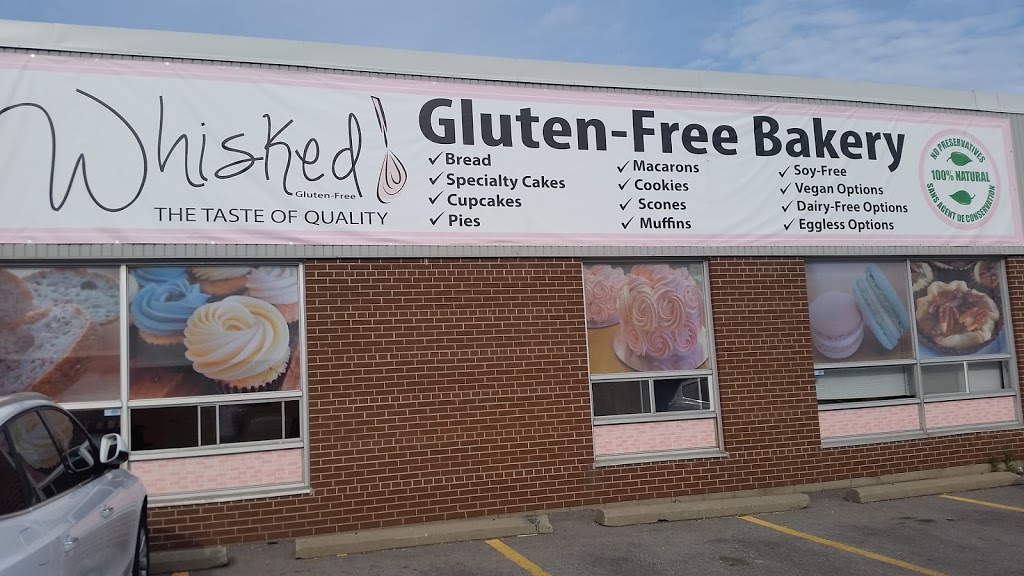 Whisked!
Gluten-Free
THE TASTE OF QUALITY
Gluten-Free Bakery
✓ Bread
✓ Specialty Cakes
✓ Cupcakes
✓ Pies
✓ Macarons
✓ Cookies
✓ Scones
✓ Muffins
✓ Soy-Free
✓ Vegan Options
✓ Dairy-Free Options
✓ Eggless Options
NO PRESERVATIVES
100% NATURAL
SANS AGENT DE CONSERVATION